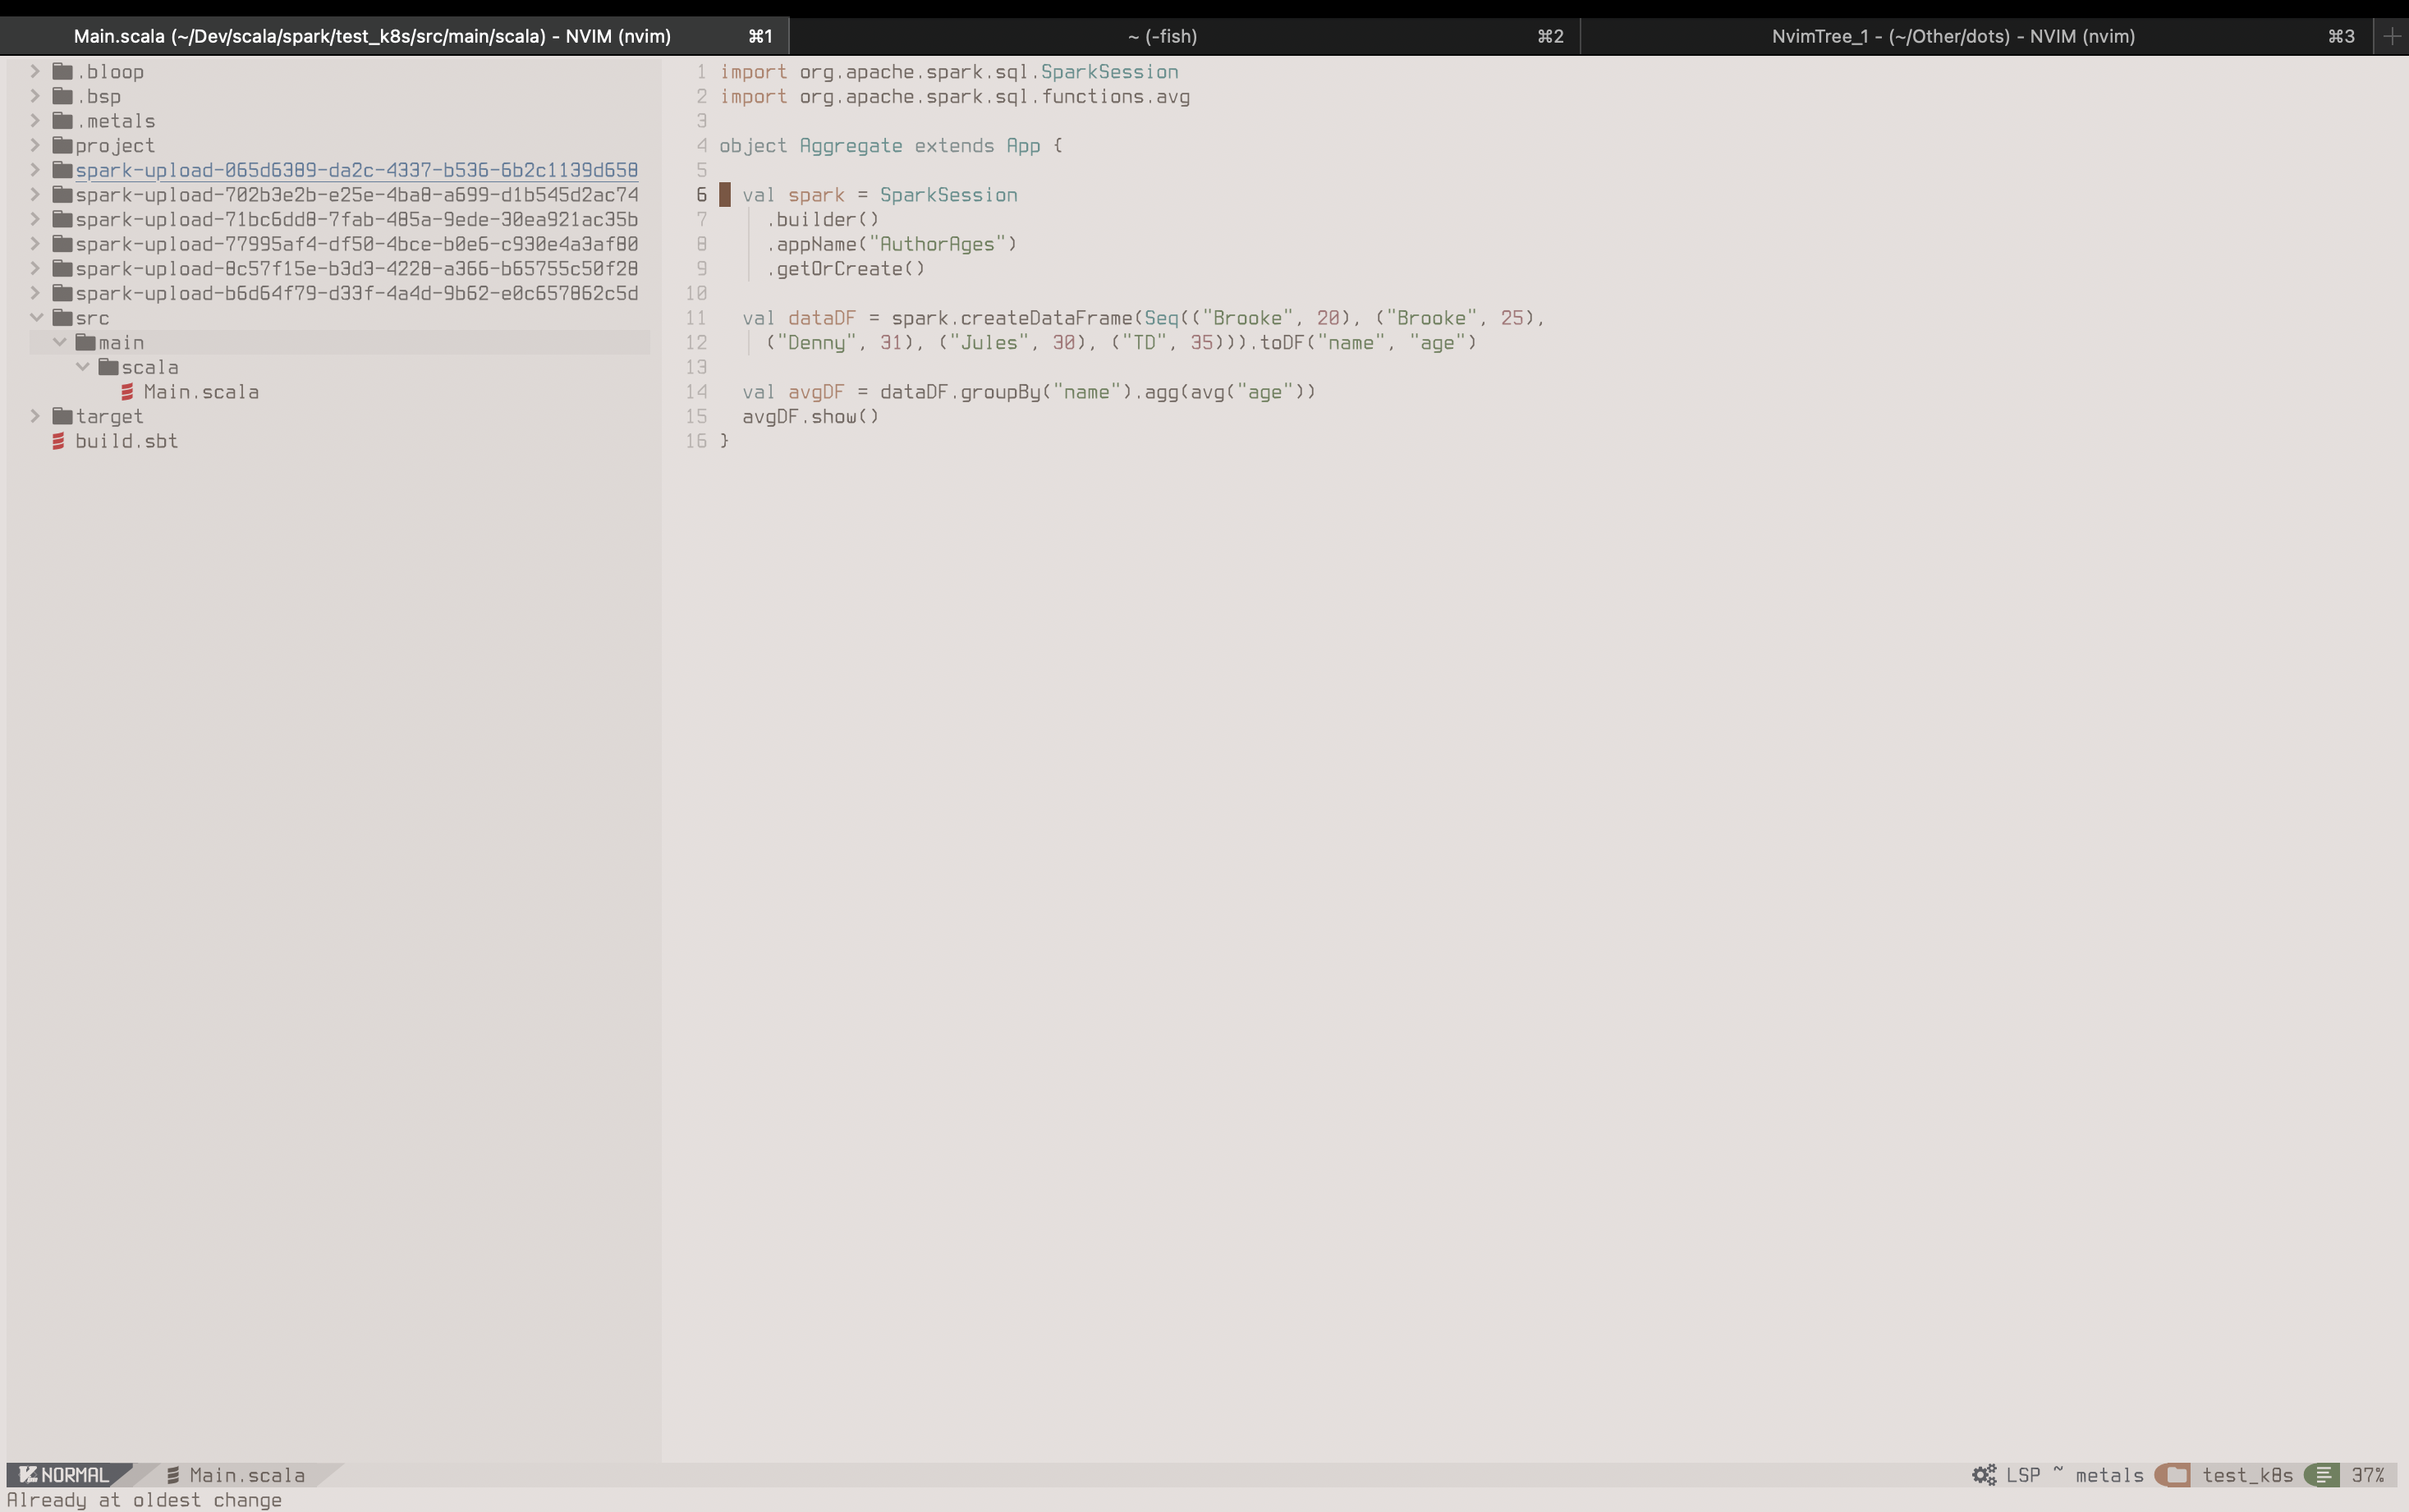 Main.scala (~/Dev/scala/spark/test_k8s/src/main/scala) - NVIM (nvim) ⌘1
~ (-fish) ⌘2
NvimTree_1 - (~/Other/dots) - NVIM (nvim) ⌘3
.bloop
.bsp
.metals
project
spark-upload-065d6389-da2c-4337-b536-6b2c1139d658
spark-upload-702b3e2b-e25e-4ba8-a699-d1b545d2ac74
spark-upload-71bc6dd8-7fab-485a-9ede-30ea921ac35b
spark-upload-77995af4-df50-4bce-b0e6-c930e4a3af80
spark-upload-8c57f15e-b3d3-4228-a366-b65755c50f28
spark-upload-b6d64f79-d33f-4a4d-9b62-e0c657862c5d
src
main
scala
Main.scala
target
build.sbt
1 import org.apache.spark.sql.SparkSession
2 import org.apache.spark.sql.functions.avg
3
4 object Aggregate extends App {
5
6   val spark = SparkSession
7     .builder()
8     .appName("AuthorAges")
9     .getOrCreate()
10
11   val dataDF = spark.createDataFrame(Seq(("Brooke", 20), ("Brooke", 25),
12     ("Denny", 31), ("Jules", 30), ("TD", 35))).toDF("name", "age")
13
14   val avgDF = dataDF.groupBy("name").agg(avg("age"))
15   avgDF.show()
16 }
NORMAL Main.scala LSP ~ metals test_k8s 37%
Already at oldest change